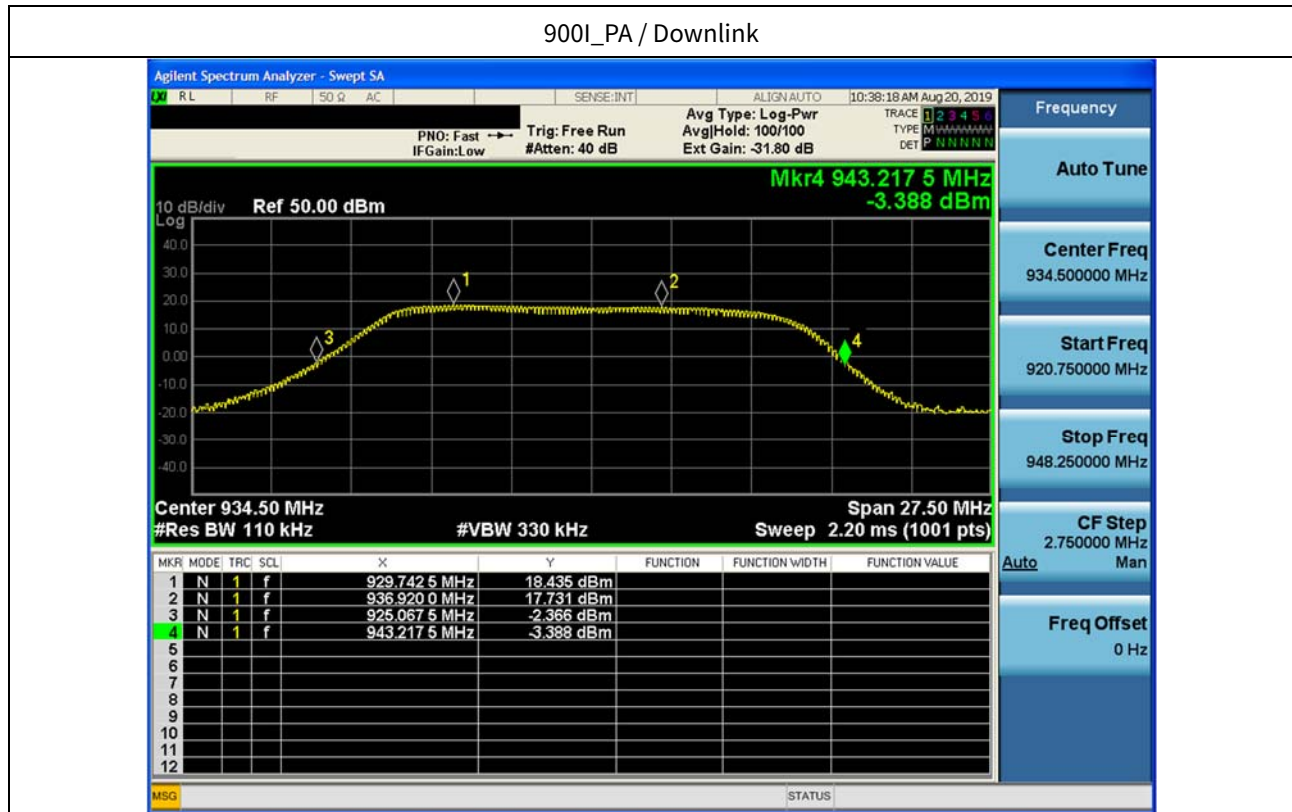 900I_PA / Downlink
Agilent Spectrum Analyzer - Swept SA
LXI RL RF 50 Ω AC SENSE:INT ALIGN AUTO 10:38:18 AM Aug 20, 2019
PNO: Fast Trig: Free Run Avg Type: Log-Pwr TRACE 1 2 3 4 5 6
IFGain:Low #Atten: 40 dB Avg|Hold: 100/100 TYPE M
Ext Gain: -31.80 dB DET P N N N N N
Mkr4 943.217 5 MHz
-3.388 dBm
10 dB/div Ref 50.00 dBm
Log
40.0
30.0
20.0
10.0
0.00
-10.0
-20.0
-30.0
-40.0
1
2
3
4
Center 934.50 MHz Span 27.50 MHz
#Res BW 110 kHz #VBW 330 kHz Sweep 2.20 ms (1001 pts)
MKR MODE TRC SCL X Y FUNCTION FUNCTION WIDTH FUNCTION VALUE
1 N 1 f 929.742 5 MHz 18.435 dBm
2 N 1 f 936.920 0 MHz 17.731 dBm
3 N 1 f 925.067 5 MHz -2.366 dBm
4 N 1 f 943.217 5 MHz -3.388 dBm
5
6
7
8
9
10
11
12
MSG STATUS
Frequency
Auto Tune
Center Freq
934.500000 MHz
Start Freq
920.750000 MHz
Stop Freq
948.250000 MHz
CF Step
2.750000 MHz
Auto Man
Freq Offset
0 Hz